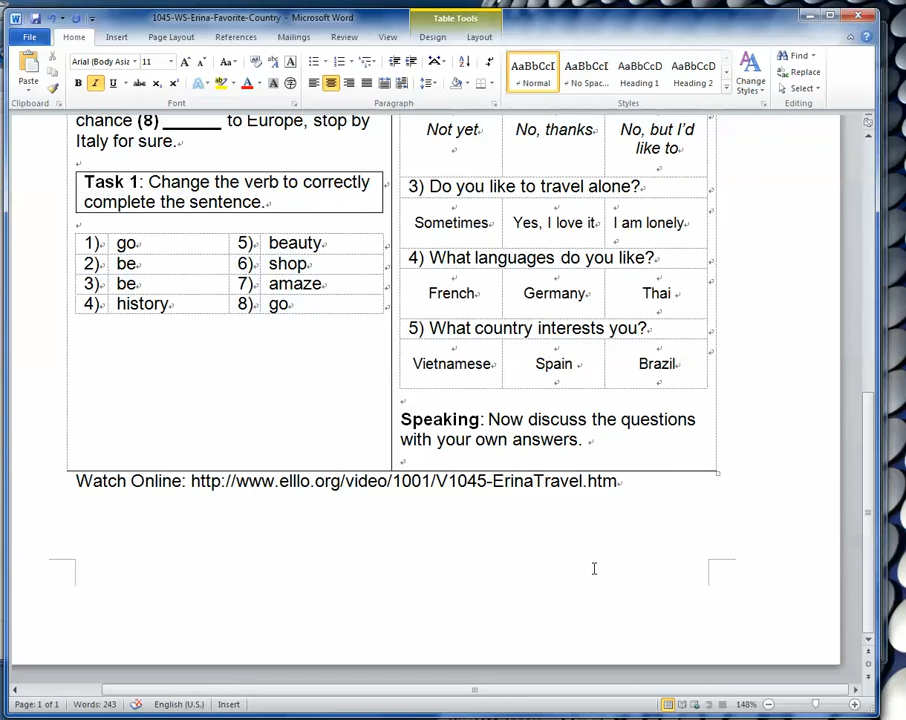 1045-WS-Erina-Favorite-Country - Microsoft Word
Table Tools
File Home Insert Page Layout References Mailings Review View Design Layout
Paste
Arial (Body Asia 11
Normal
No Spac...
Heading 1
Heading 2
Change Styles
Find
Replace
Select
Clipboard Font Paragraph Styles Editing
chance (8) ______ to Europe, stop by
Italy for sure.
Task 1: Change the verb to correctly
complete the sentence.
1) go 5) beauty
2) be 6) shop
3) be 7) amaze
4) history 8) go
Not yet No, thanks No, but I'd
like to
3) Do you like to travel alone?
Sometimes Yes, I love it I am lonely
4) What languages do you like?
French Germany Thai
5) What country interests you?
Vietnamese Spain Brazil
Speaking: Now discuss the questions
with your own answers.
Watch Online: http://www.elllo.org/video/1001/V1045-ErinaTravel.htm
Page: 1 of 1 Words: 243 English (U.S.) Insert 148%